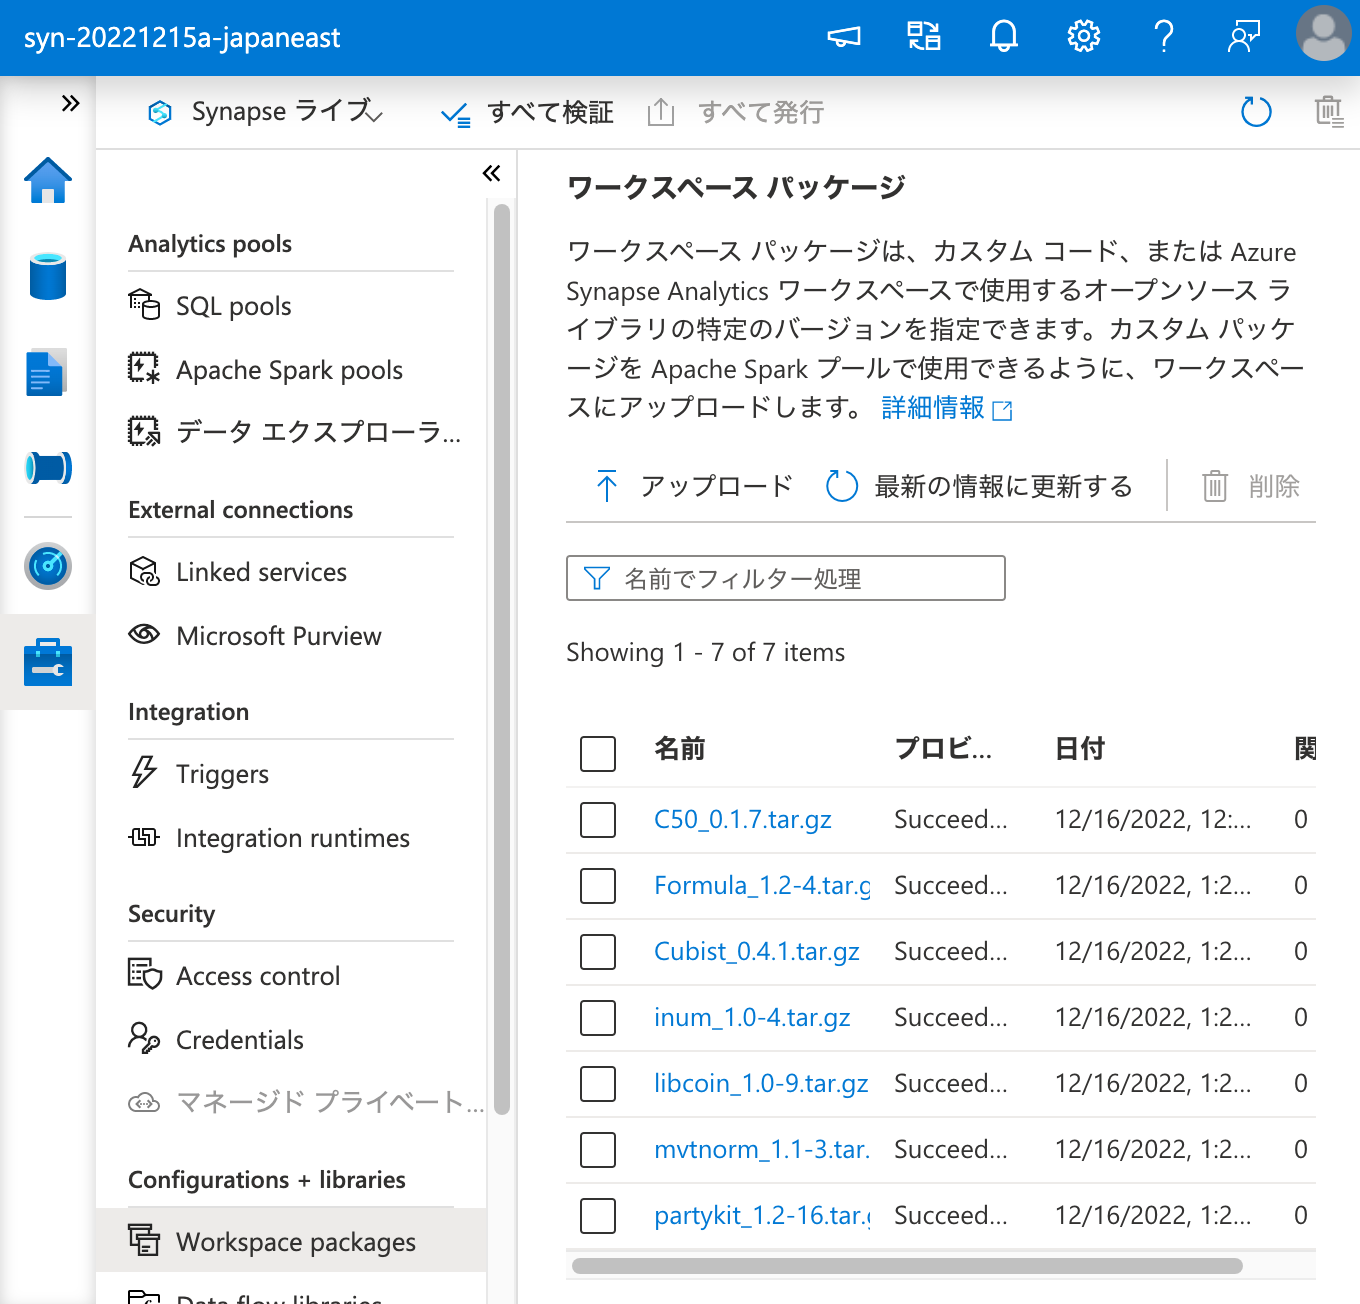 syn-20221215a-japaneast
Synapse ライブ
すべて検証
すべて発行
Analytics pools
SQL pools
Apache Spark pools
データ エクスプローラ...
External connections
Linked services
Microsoft Purview
Integration
Triggers
Integration runtimes
Security
Access control
Credentials
マネージド プライベート...
Configurations + libraries
Workspace packages
Data flow libraries
ワークスペース パッケージ
ワークスペース パッケージは、カスタム コード、または Azure
Synapse Analytics ワークスペースで使用するオープンソース ラ
イブラリの特定のバージョンを指定できます。カスタム パッケ
ージを Apache Spark プールで使用できるように、ワークスペー
スにアップロードします。 詳細情報
アップロード 最新の情報に更新する 削除
名前でフィルター処理
Showing 1 - 7 of 7 items
名前 プロビ... 日付 関
C50_0.1.7.tar.gz Succeed... 12/16/2022, 12:... 0
Formula_1.2-4.tar.g Succeed... 12/16/2022, 1:2... 0
Cubist_0.4.1.tar.gz Succeed... 12/16/2022, 1:2... 0
inum_1.0-4.tar.gz Succeed... 12/16/2022, 1:2... 0
libcoin_1.0-9.tar.gz Succeed... 12/16/2022, 1:2... 0
mvtnorm_1.1-3.tar. Succeed... 12/16/2022, 1:2... 0
partykit_1.2-16.tar.g Succeed... 12/16/2022, 1:2... 0